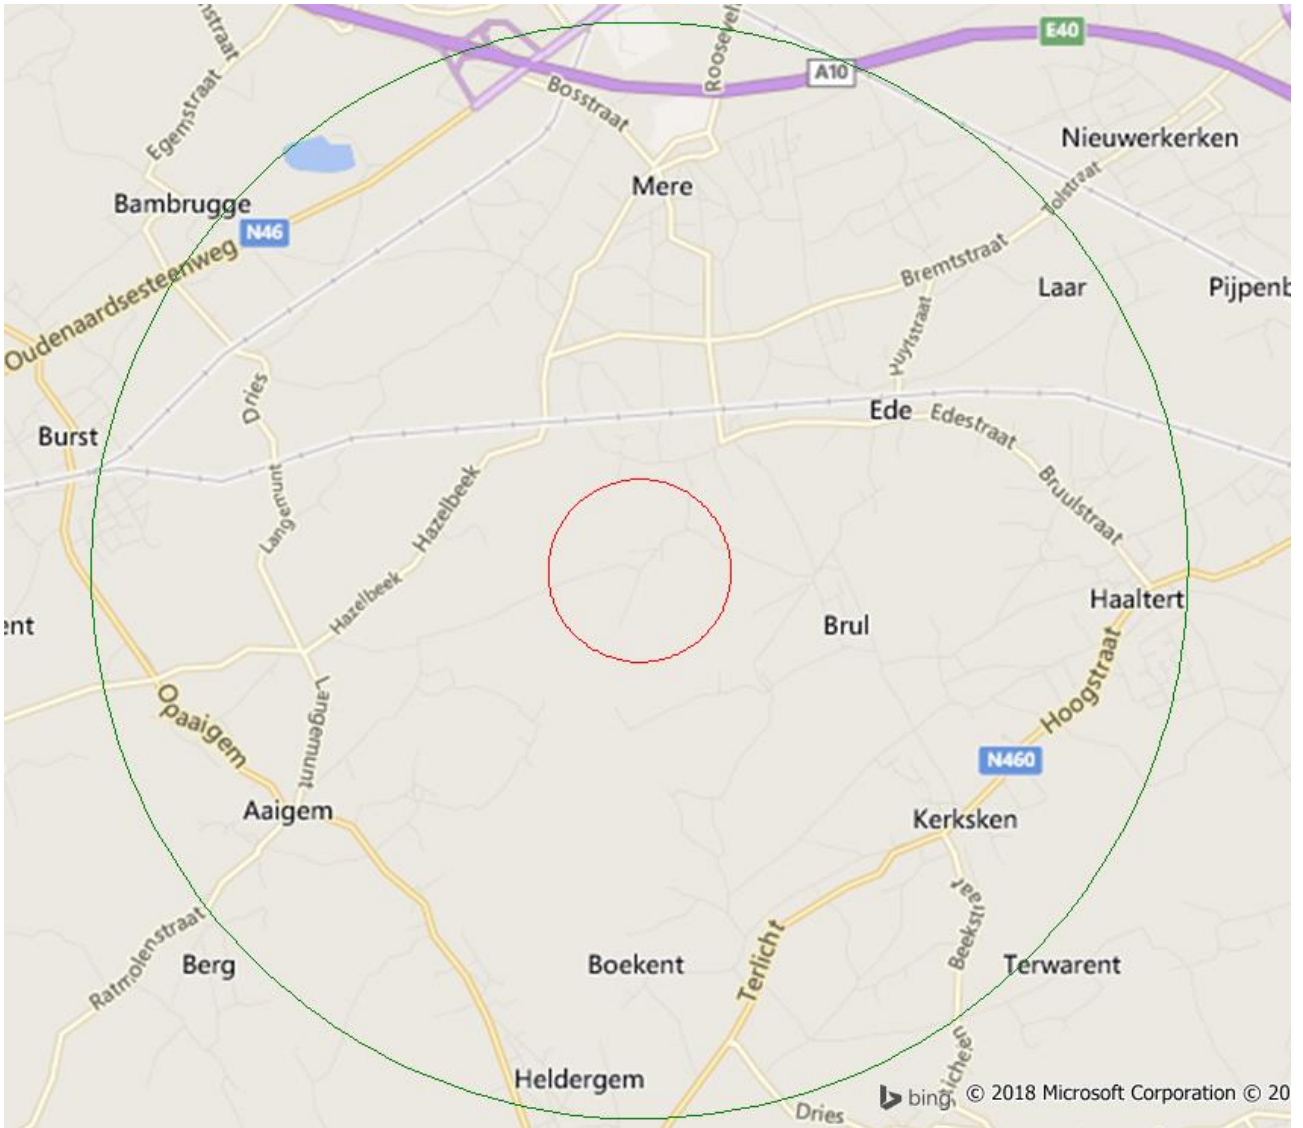 nstraat
Roosevel
E40
A10
Bosstraat
Egemstraat
Nieuwerkerken
Mere
Tolstraat
Bambrugge
N46
Oudenaardsesteenweg
Bremtstraat
Laar
Pijpenb
Huylstraat
Dries
Ede
Edestraat
Burst
Hazelbeek
Bruulstraat
Langemunt
Hazelbeek
Haaltert
ent
Brul
Hoogstraat
Opaaigem
Langemunt
N460
Aaigem
Kerksken
Beekstraat
Ratmolenstraat
Berg
Boekent
Terlicht
Terwarent
Heldergem
Dries
bing
© 2018 Microsoft Corporation © 20